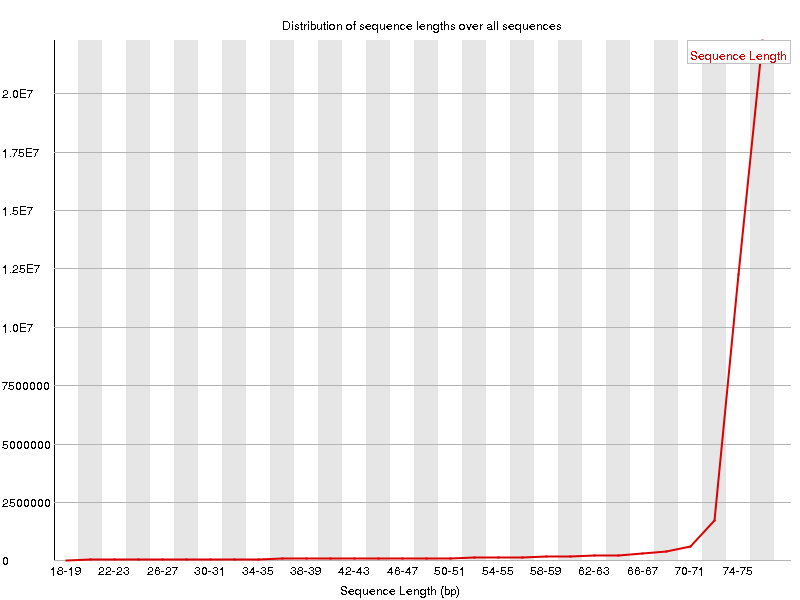 Distribution of sequence lengths over all sequences
Sequence Length
2.0E7
1.75E7
1.5E7
1.25E7
1.0E7
7500000
5000000
2500000
0
18-19 22-23 26-27 30-31 34-35 38-39 42-43 46-47 50-51 54-55 58-59 62-63 66-67 70-71 74-75
Sequence Length (bp)